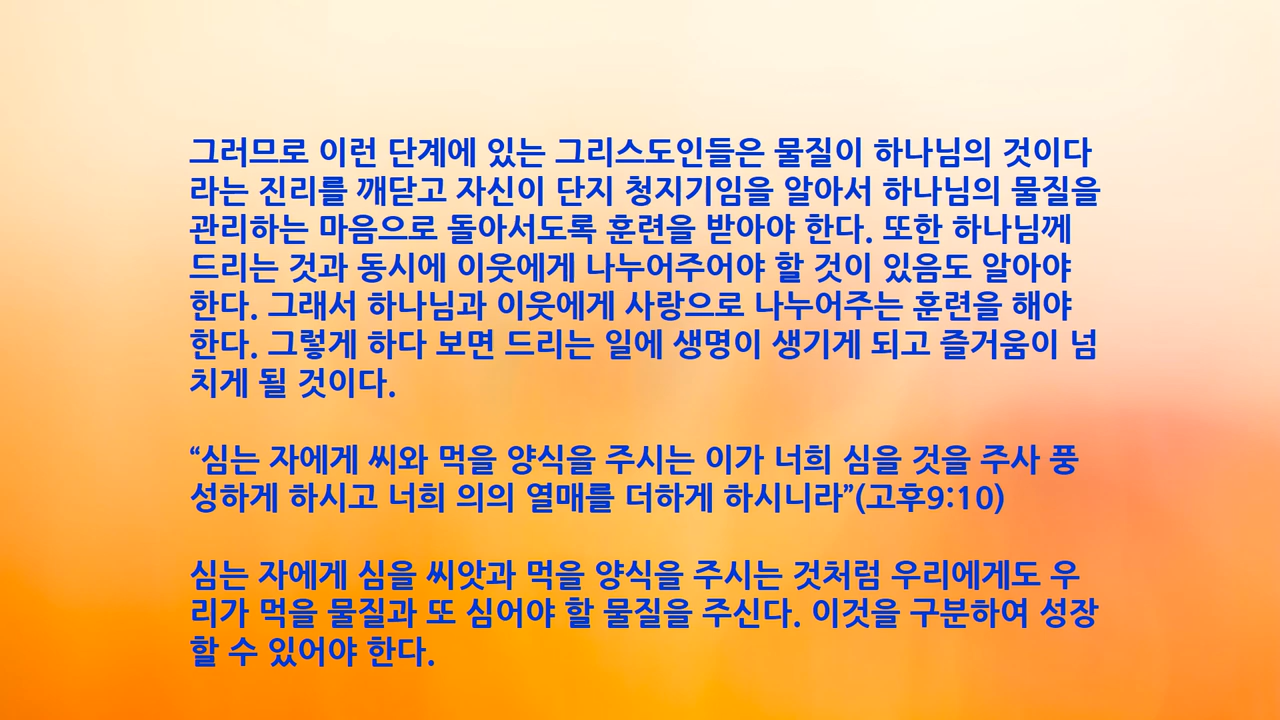 그러므로 이런 단계에 있는 그리스도인들은 물질이 하나님의 것이다
라는 진리를 깨닫고 자신이 단지 청지기임을 알아서 하나님의 물질을
관리하는 마음으로 돌아서도록 훈련을 받아야 한다. 또한 하나님께
드리는 것과 동시에 이웃에게 나누어주어야 할 것이 있음도 알아야
한다. 그래서 하나님과 이웃에게 사랑으로 나누어주는 훈련을 해야
한다. 그렇게 하다 보면 드리는 일에 생명이 생기게 되고 즐거움이 넘
치게 될 것이다.
“심는 자에게 씨와 먹을 양식을 주시는 이가 너희 심을 것을 주사 풍
성하게 하시고 너희 의의 열매를 더하게 하시니라”(고후9:10)
심는 자에게 심을 씨앗과 먹을 양식을 주시는 것처럼 우리에게도 우
리가 먹을 물질과 또 심어야 할 물질을 주신다. 이것을 구분하여 성장
할 수 있어야 한다.